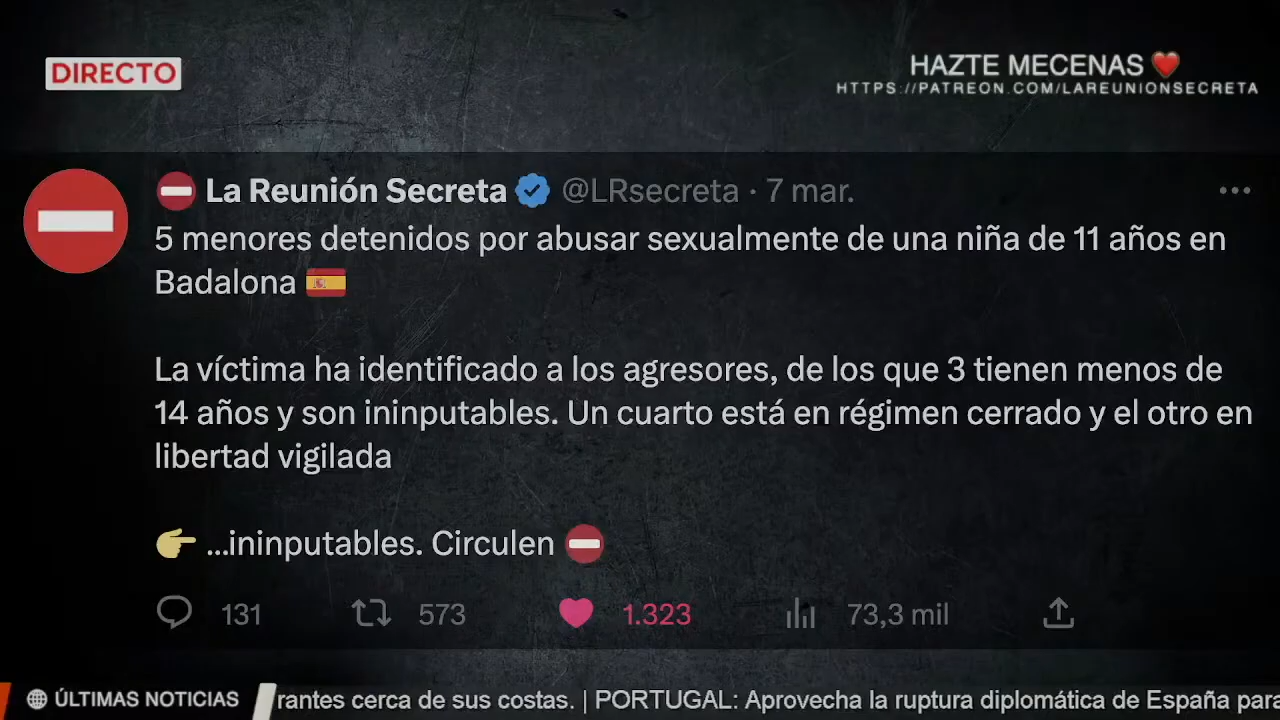 DIRECTO
HAZTE MECENAS ❤️
HTTPS://PATREON.COM/LAREUNIONSECRETA
⛔ La Reunión Secreta @LRsecreta · 7 mar.
5 menores detenidos por abusar sexualmente de una niña de 11 años en
Badalona 🇪🇸
La víctima ha identificado a los agresores, de los que 3 tienen menos de
14 años y son ininputables. Un cuarto está en régimen cerrado y el otro en
libertad vigilada
👉 ...ininputables. Circulen ⛔
131 573 1.323 73,3 mil
ÚLTIMAS NOTICIAS rantes cerca de sus costas. | PORTUGAL: Aprovecha la ruptura diplomática de España para